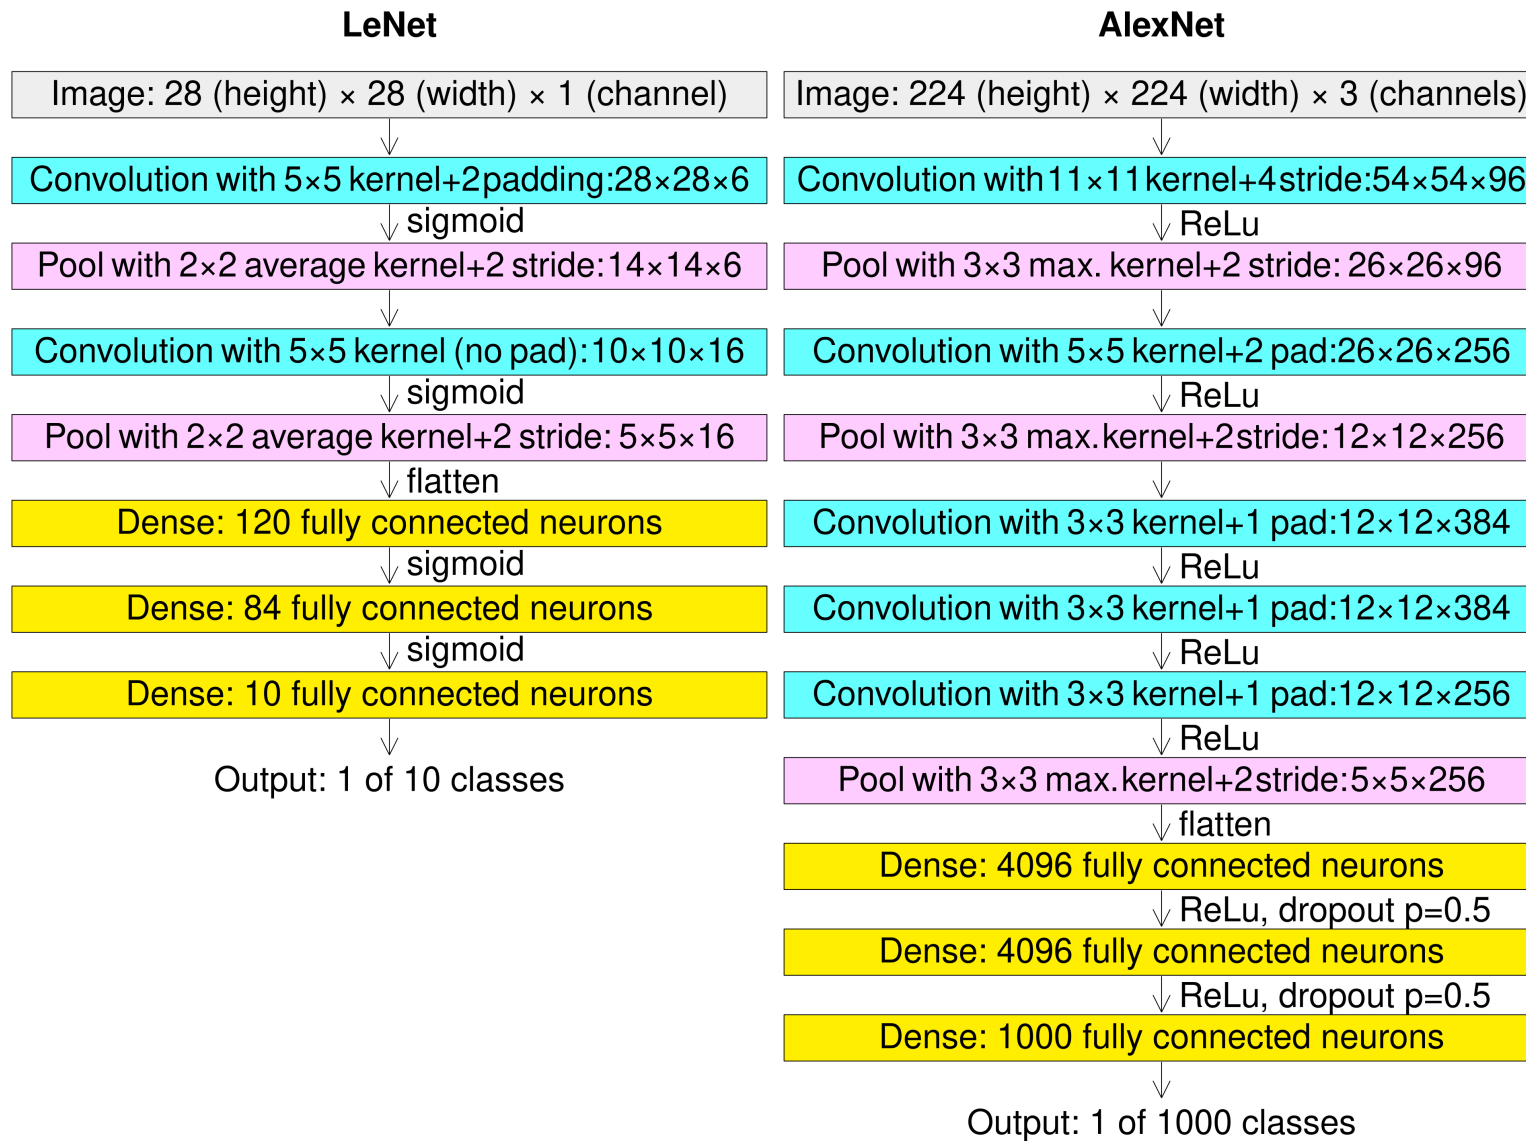 LeNet
Image: 28 (height) × 28 (width) × 1 (channel)
Convolution with 5×5 kernel+2padding:28×28×6
sigmoid
Pool with 2×2 average kernel+2 stride:14×14×6
Convolution with 5×5 kernel (no pad):10×10×16
sigmoid
Pool with 2×2 average kernel+2 stride: 5×5×16
flatten
Dense: 120 fully connected neurons
sigmoid
Dense: 84 fully connected neurons
sigmoid
Dense: 10 fully connected neurons
Output: 1 of 10 classes
AlexNet
Image: 224 (height) × 224 (width) × 3 (channels)
Convolution with 11×11 kernel+4stride:54×54×96
ReLu
Pool with 3×3 max. kernel+2 stride: 26×26×96
Convolution with 5×5 kernel+2 pad:26×26×256
ReLu
Pool with 3×3 max.kernel+2stride:12×12×256
Convolution with 3×3 kernel+1 pad:12×12×384
ReLu
Convolution with 3×3 kernel+1 pad:12×12×384
ReLu
Convolution with 3×3 kernel+1 pad:12×12×256
ReLu
Pool with 3×3 max.kernel+2stride:5×5×256
flatten
Dense: 4096 fully connected neurons
ReLu, dropout p=0.5
Dense: 4096 fully connected neurons
ReLu, dropout p=0.5
Dense: 1000 fully connected neurons
Output: 1 of 1000 classes